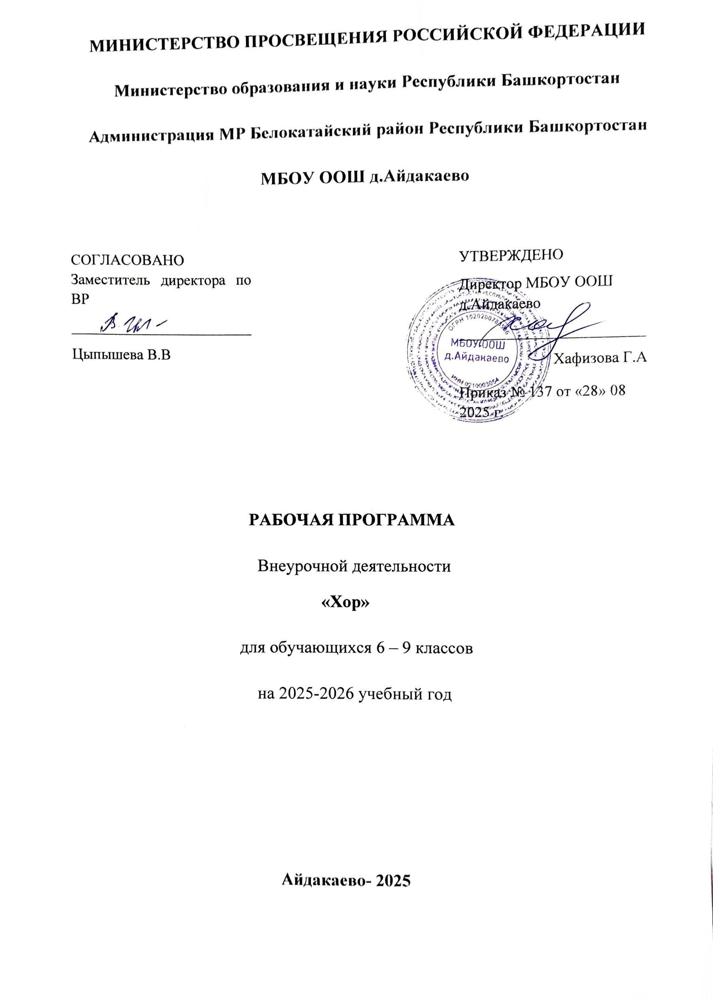 МИНИСТЕРСТВО ПРОСВЕЩЕНИЯ РОССИЙСКОЙ ФЕДЕРАЦИИ
Министерство образования и науки Республики Башкортостан
Администрация МР Белокатайский район Республики Башкортостан
МБОУ ООШ д.Айдакаево
СОГЛАСОВАНО
Заместитель директора по
ВР
Цыпышева В.В
УТВЕРЖДЕНО
Директор МБОУ ООШ
д.Айдакаево
ОГРН
МБОУ ООШ
д.Айдакаево
ИНН 0210003054
Хафизова Г.А
Приказ № 137 от «28» 08
2025 г.
РАБОЧАЯ ПРОГРАММА
Внеурочной деятельности
«Хор»
для обучающихся 6 – 9 классов
на 2025-2026 учебный год
Айдакаево- 2025